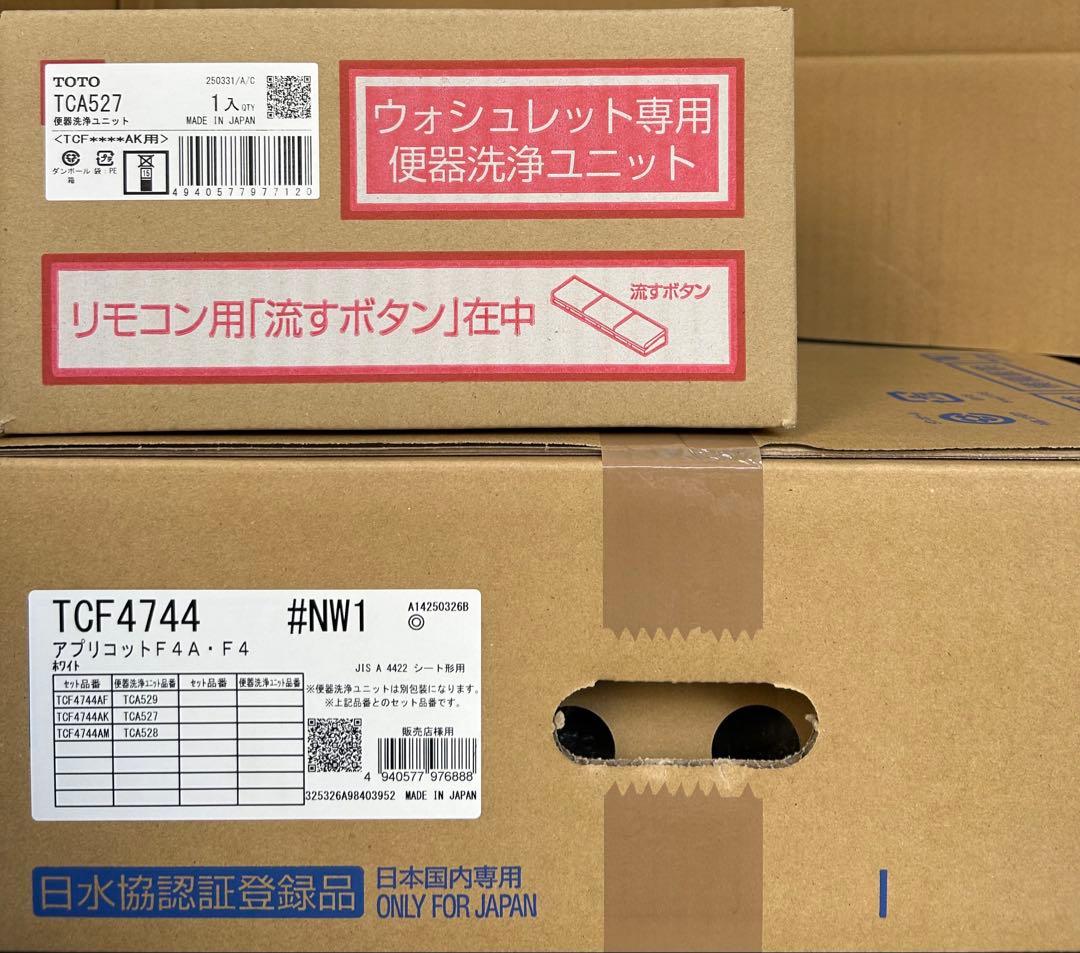 TOTO
250331/A/C
TCA527
1入QTY
便器洗浄ユニット
MADE IN JAPAN
<TCF****AK用>
ダンボール 袋:PE
箱
15
4940577977120
ウォシュレット専用
便器洗浄ユニット
リモコン用「流すボタン」在中
流すボタン
TCF4744 #NW1
A14250326B
◎
アプリコットF4A・F4
ホワイト
JIS A 4422 シート形用
セット品番 便器洗浄ユニット品番 セット品番 便器洗浄ユニット品番
TCF4744AF TCA529
TCF4744AK TCA527
TCF4744AM TCA528
※便器洗浄ユニットは別包装になります。
※上記品番とのセット品番です。
販売店様用
4 940577 976888
325326A98403952 MADE IN JAPAN
日水協認証登録品
日本国内専用
ONLY FOR JAPAN